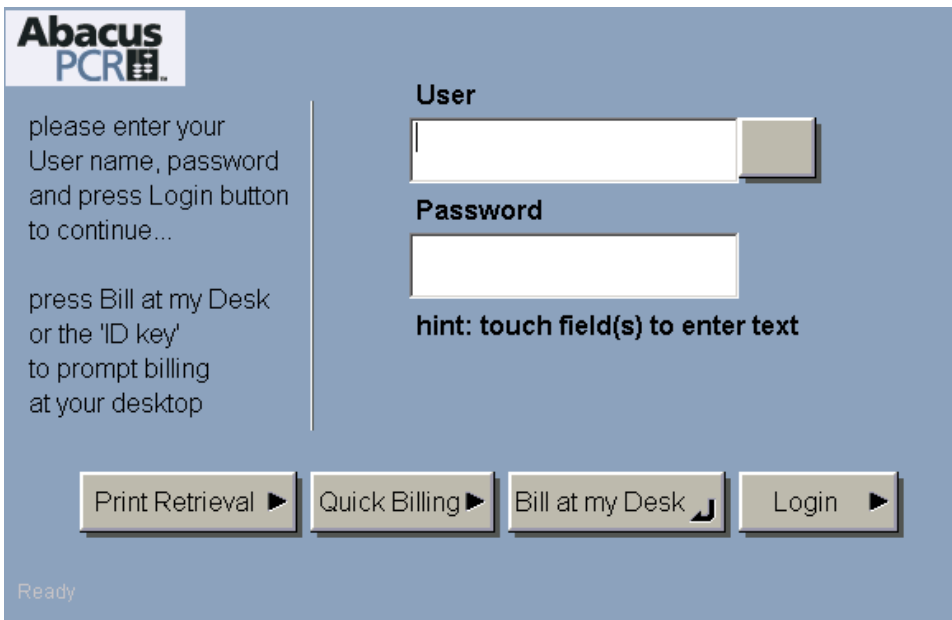 Abacus
PCR™
please enter your
User name, password
and press Login button
to continue...
press Bill at my Desk
or the 'ID key'
to prompt billing
at your desktop
User
Password
hint: touch field(s) to enter text
Print Retrieval
Quick Billing
Bill at my Desk
Login
Ready